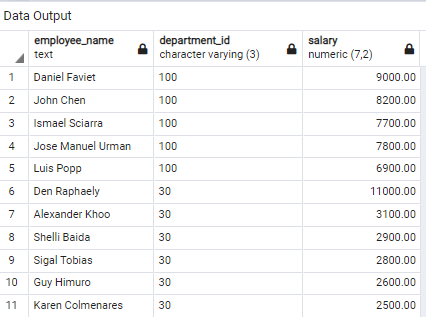 Data Output
employee_name department_id salary
text character varying (3) numeric (7,2)
1 Daniel Faviet 100 9000.00
2 John Chen 100 8200.00
3 Ismael Sciarra 100 7700.00
4 Jose Manuel Urman 100 7800.00
5 Luis Popp 100 6900.00
6 Den Raphaely 30 11000.00
7 Alexander Khoo 30 3100.00
8 Shelli Baida 30 2900.00
9 Sigal Tobias 30 2800.00
10 Guy Himuro 30 2600.00
11 Karen Colmenares 30 2500.00